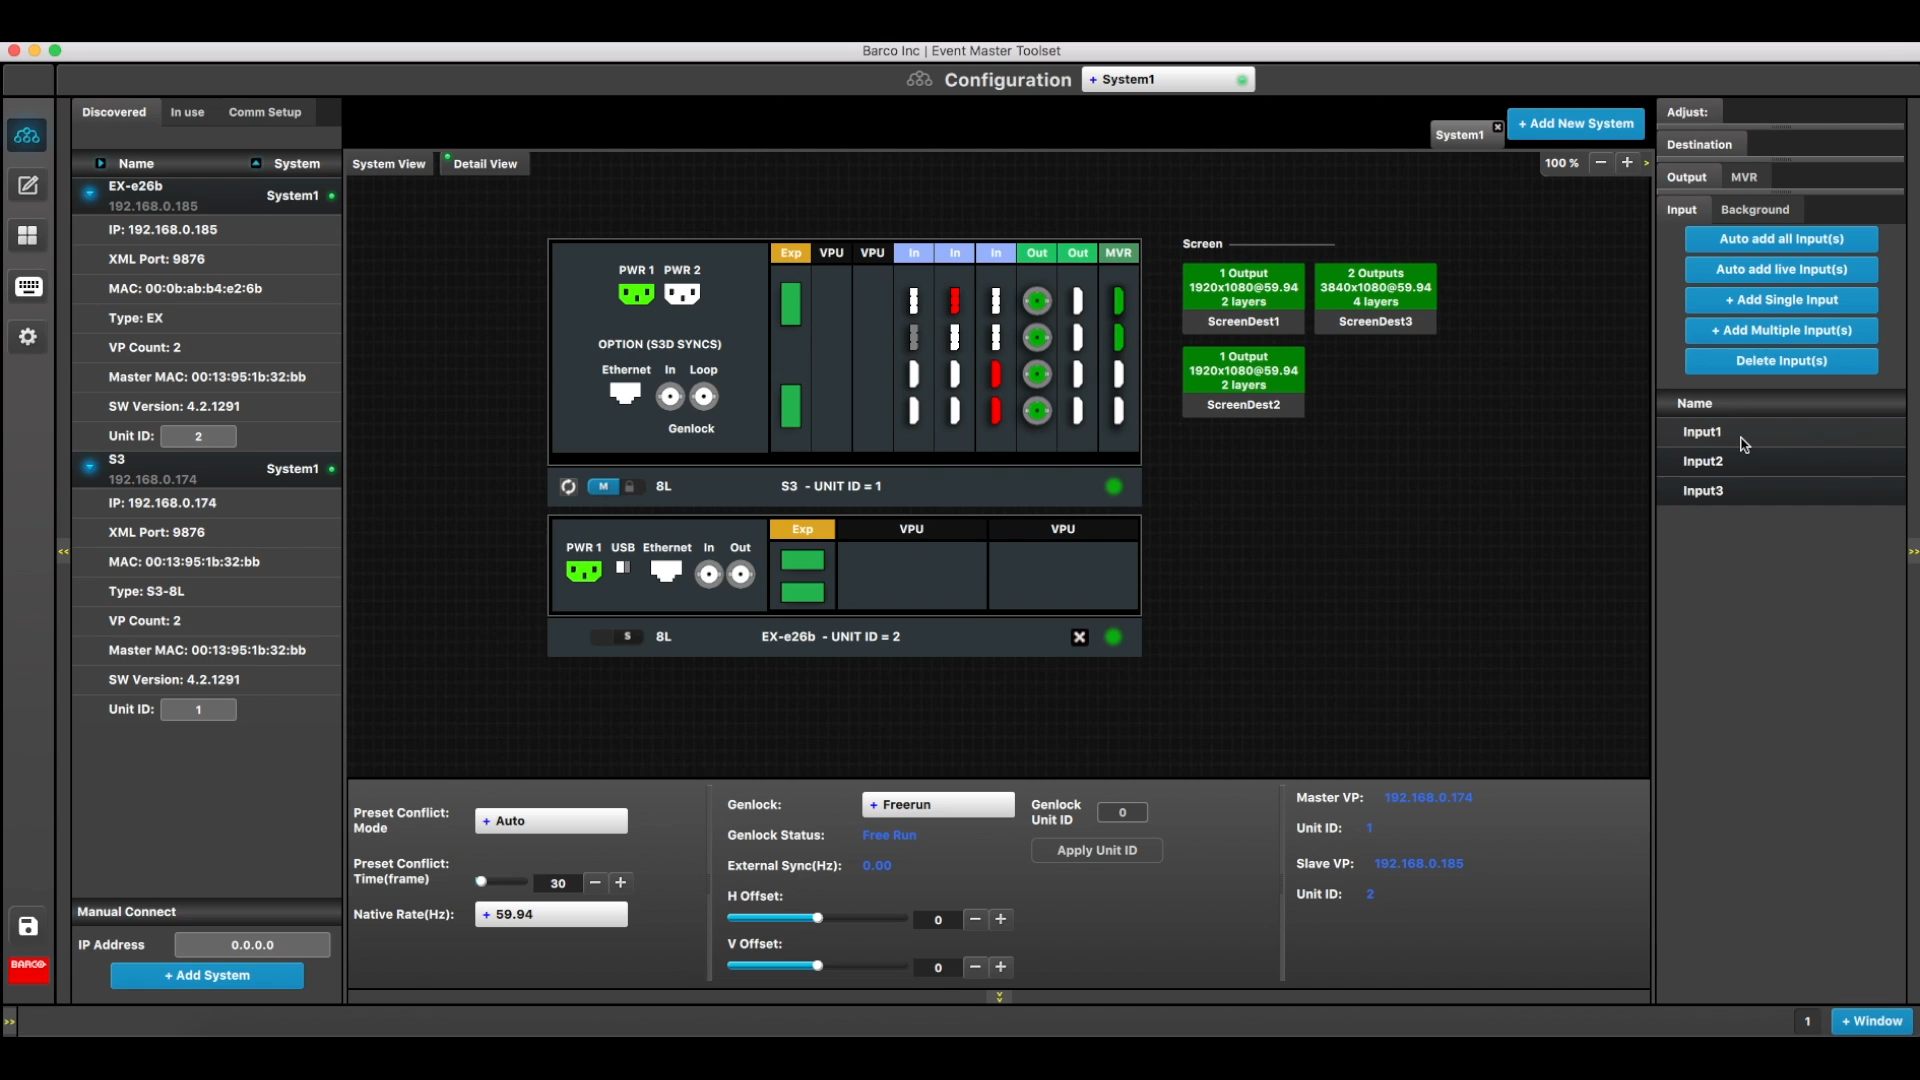 Barco Inc | Event Master Toolset
Configuration
+ System1
Discovered
In use
Comm Setup
Name
System
EX-e26b
192.168.0.185
System1
IP: 192.168.0.185
XML Port: 9876
MAC: 00:0b:ab:b4:e2:6b
Type: EX
VP Count: 2
Master MAC: 00:13:95:1b:32:bb
SW Version: 4.2.1291
Unit ID: 2
S3
192.168.0.174
System1
IP: 192.168.0.174
XML Port: 9876
MAC: 00:13:95:1b:32:bb
Type: S3-8L
VP Count: 2
Master MAC: 00:13:95:1b:32:bb
SW Version: 4.2.1291
Unit ID: 1
Manual Connect
IP Address 0.0.0.0
+ Add System
BARCO
System1
+ Add New System
System View
Detail View
100 % − + >
PWR 1 PWR 2
OPTION (S3D SYNCS)
Ethernet In Loop
Genlock
Exp VPU VPU In In In Out Out MVR
M 8L S3 - UNIT ID = 1
PWR 1 USB Ethernet In Out
Exp VPU VPU
S 8L EX-e26b - UNIT ID = 2
Screen
1 Output
1920x1080@59.94
2 layers
ScreenDest1
2 Outputs
3840x1080@59.94
4 layers
ScreenDest3
1 Output
1920x1080@59.94
2 layers
ScreenDest2
Preset Conflict:
Mode
+ Auto
Preset Conflict:
Time(frame)
30 − +
Native Rate(Hz): + 59.94
Genlock: + Freerun
Genlock Status: Free Run
External Sync(Hz): 0.00
H Offset:
0 − +
V Offset:
0 − +
Genlock
Unit ID
0
Apply Unit ID
Master VP: 192.168.0.174
Unit ID: 1
Slave VP: 192.168.0.185
Unit ID: 2
Adjust:
Destination
Output MVR
Input Background
Auto add all Input(s)
Auto add live Input(s)
+ Add Single Input
+ Add Multiple Input(s)
Delete Input(s)
Name
Input1
Input2
Input3
<<
>>
>>
1
+ Window